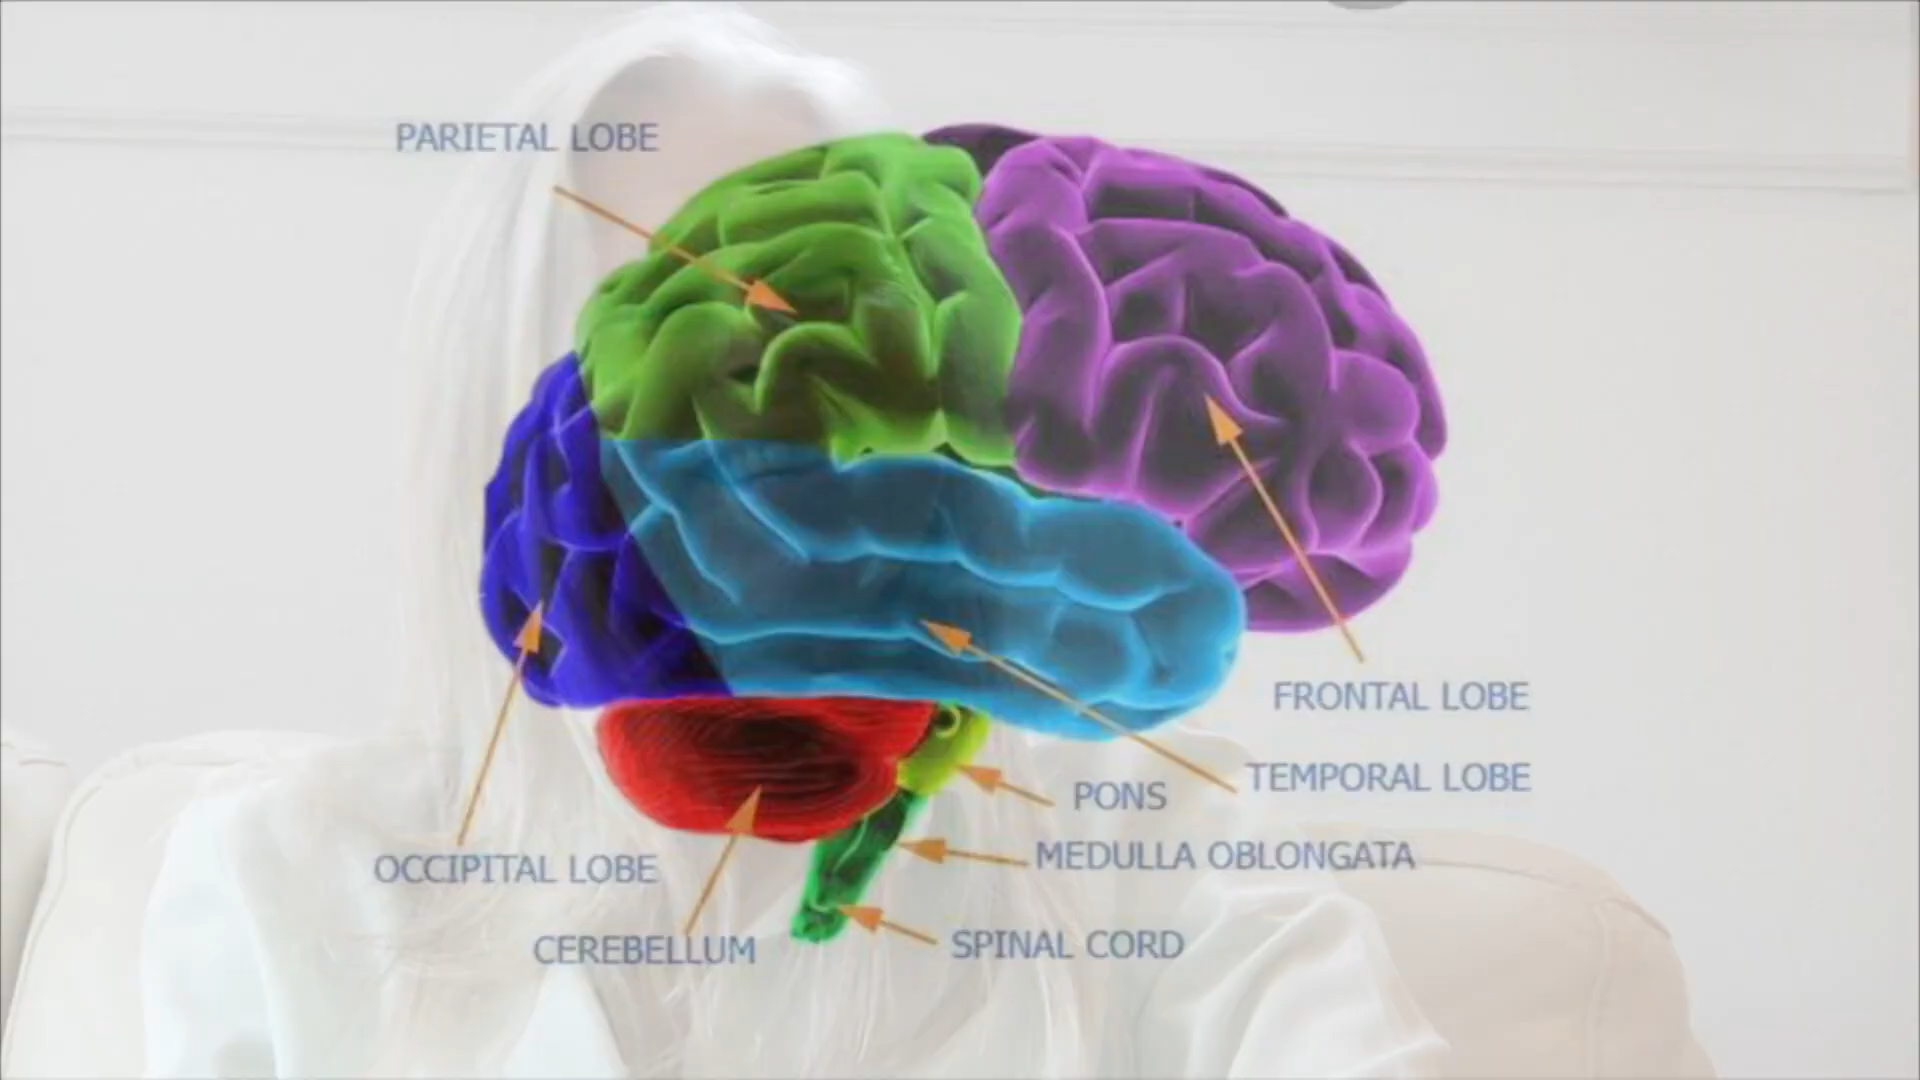 PARIETAL LOBE
FRONTAL LOBE
TEMPORAL LOBE
PONS
MEDULLA OBLONGATA
OCCIPITAL LOBE
SPINAL CORD
CEREBELLUM